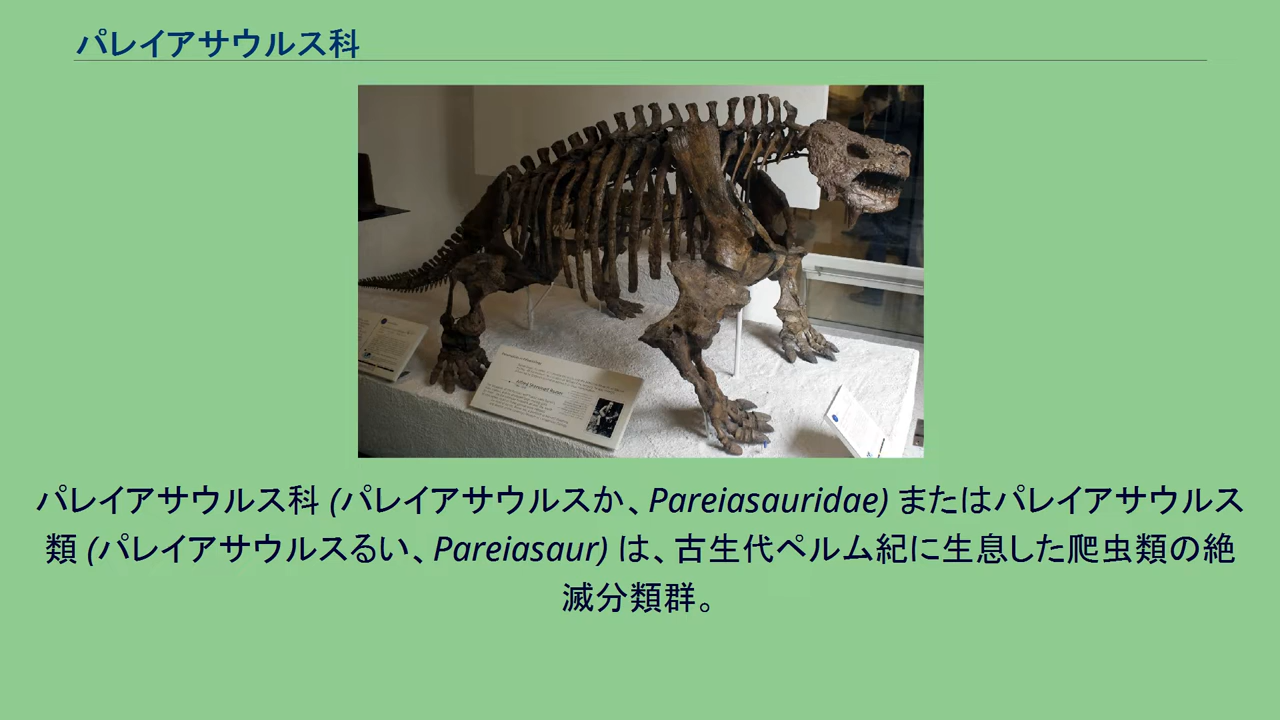 パレイアサウルス科
パレイアサウルス科 (パレイアサウルスか、Pareiasauridae) またはパレイアサウルス
類 (パレイアサウルスるい、Pareiasaur) は、古生代ペルム紀に生息した爬虫類の絶
滅分類群。